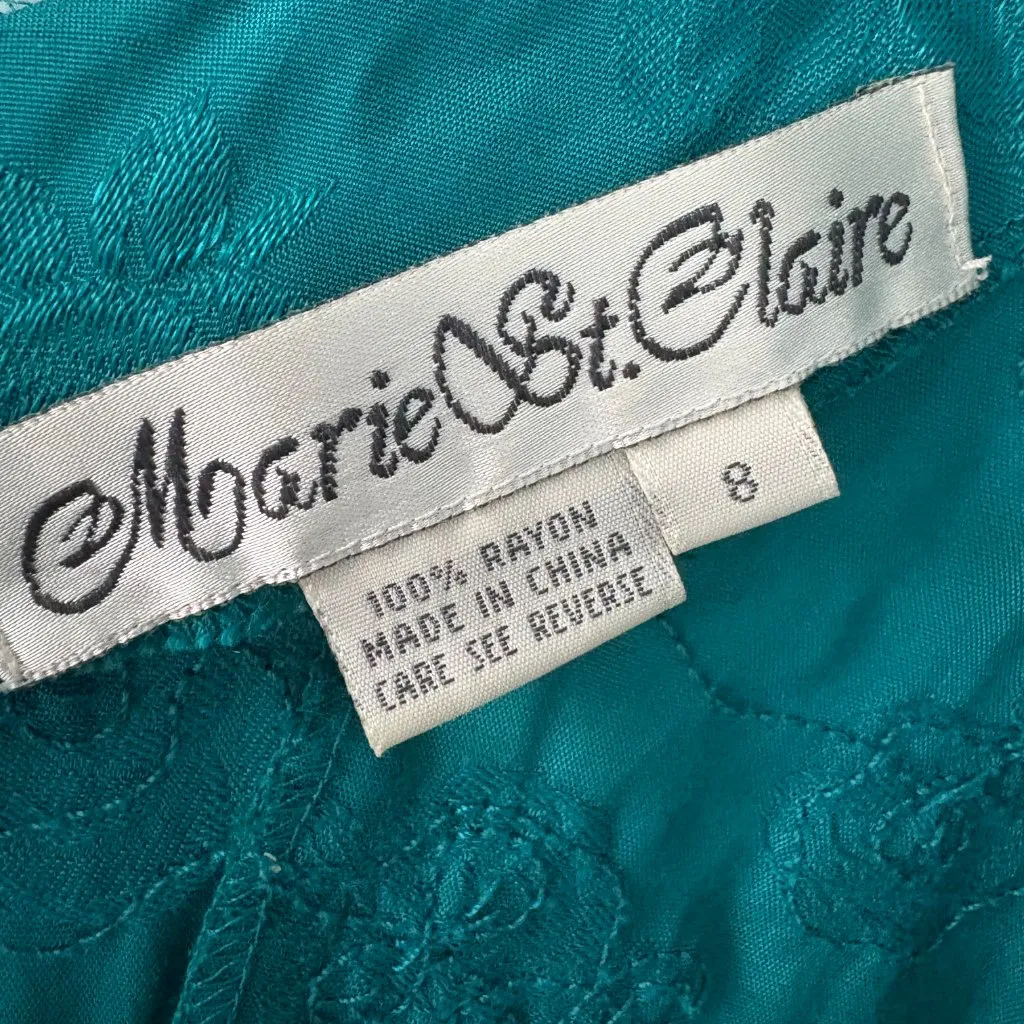 Marie St. Claire
8
100% RAYON
MADE IN CHINA
CARE SEE REVERSE